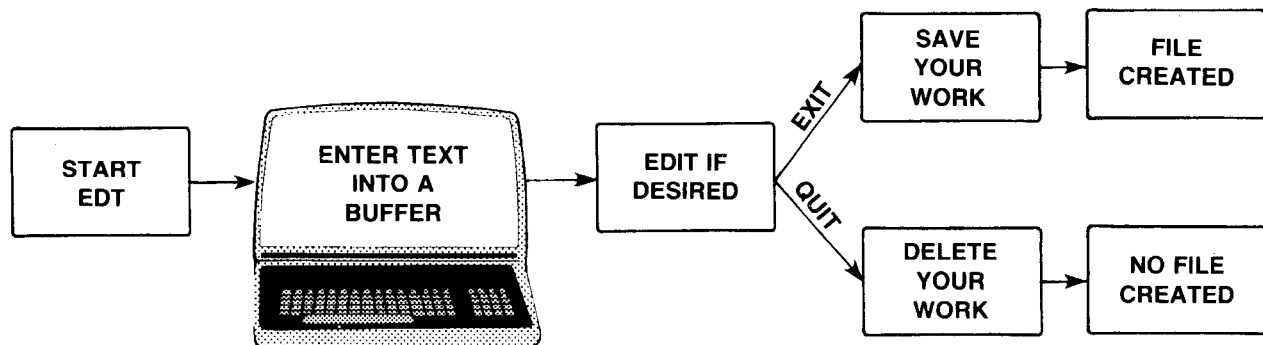 START
EDT
ENTER TEXT
INTO A
BUFFER
EDIT IF
DESIRED
EXIT
SAVE
YOUR
WORK
FILE
CREATED
QUIT
DELETE
YOUR
WORK
NO FILE
CREATED